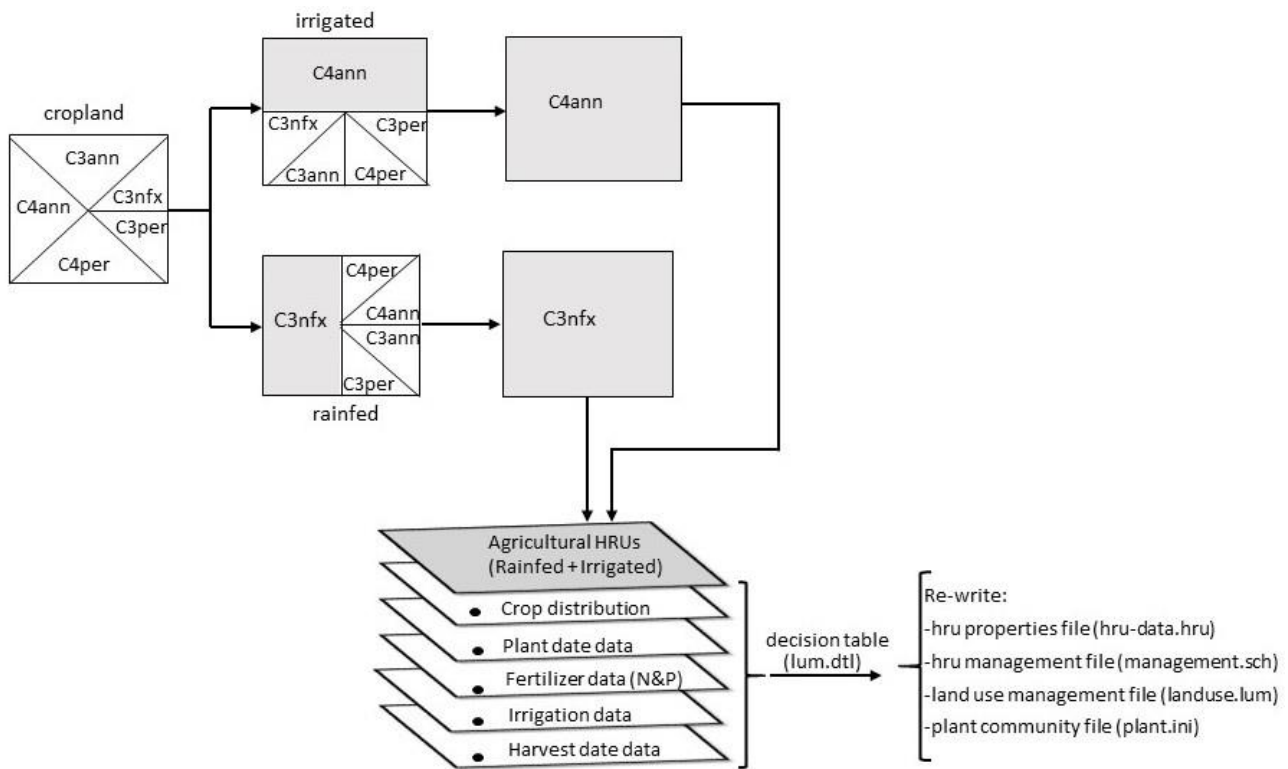 irrigated
C4ann
C3nfx
C3per
C3ann
C4per
C4ann
cropland
C3ann
C4ann
C3nfx
C3per
C4per
C3nfx
C4per
C4ann
C3ann
C3per
rainfed
C3nfx
Agricultural HRUs
(Rainfed + Irrigated)
Crop distribution
Plant date data
Fertilizer data (N&P)
Irrigation data
Harvest date data
decision table
(lum.dtl)
Re-write:
-hru properties file (hru-data.hru)
-hru management file (management.sch)
-land use management file (landuse.lum)
-plant community file (plant.ini)